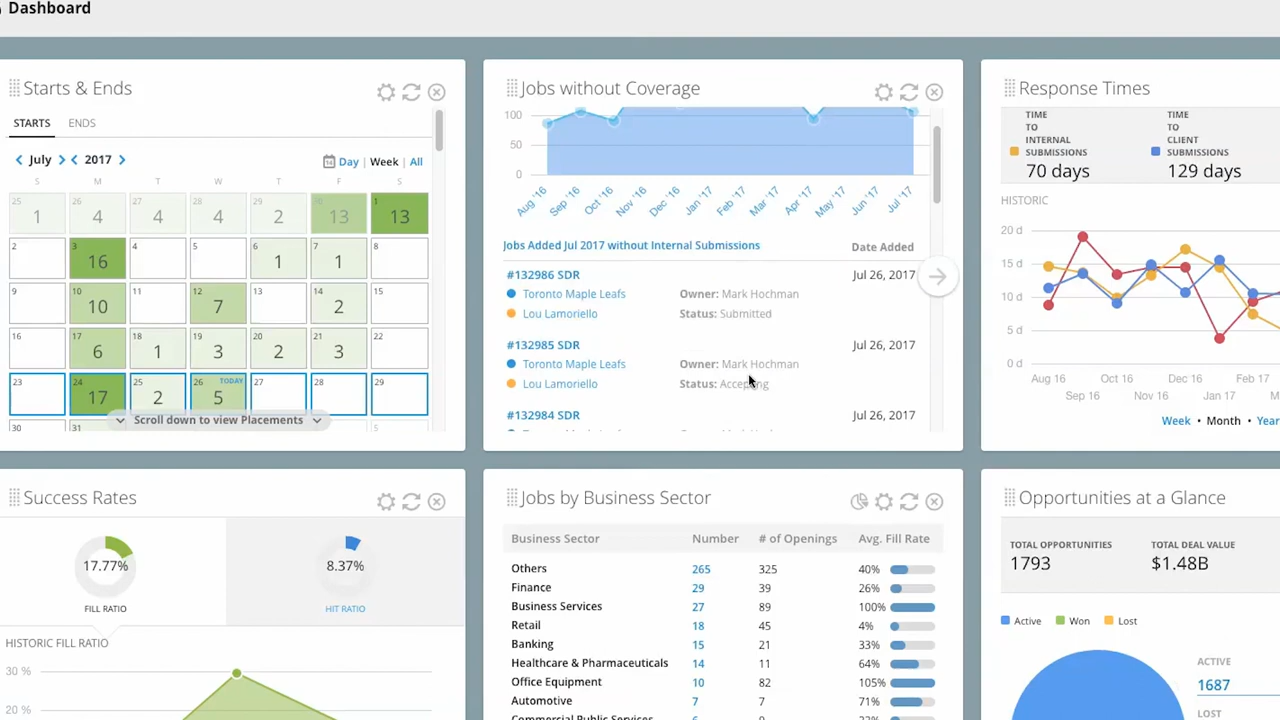 Dashboard
Starts & Ends
STARTS ENDS
July 2017 Day | Week | All
S M T W T F S
25 1 26 4 27 4 28 4 29 2 30 13 1 13
2 3 16 4 5 6 1 7 1 8
9 10 10 11 12 7 13 14 2 15
16 17 6 18 1 19 3 20 2 21 3 22
23 24 17 25 2 26 TODAY 5 27 28 29
30 31 5
Scroll down to view Placements
Jobs without Coverage
100
50
0
Aug '16 Sep '16 Oct '16 Nov '16 Dec '16 Jan '17 Feb '17 Mar '17 Apr '17 May '17 Jun '17 Jul '17
Jobs Added Jul 2017 without Internal Submissions Date Added
#132986 SDR Jul 26, 2017
Toronto Maple Leafs Owner: Mark Hochman
Lou Lamoriello Status: Submitted
#132985 SDR Jul 26, 2017
Toronto Maple Leafs Owner: Mark Hochman
Lou Lamoriello Status: Accepting
#132984 SDR Jul 26, 2017
Response Times
TIME TIME
TO TO
INTERNAL CLIENT
SUBMISSIONS SUBMISSIONS
70 days 129 days
HISTORIC
20 d
15 d
10 d
5 d
0 d
Aug 16 Oct 16 Dec 16 Feb 17
Sep 16 Nov 16 Jan 17 M
Week • Month • Year
Success Rates
17.77% 8.37%
FILL RATIO HIT RATIO
HISTORIC FILL RATIO
30 %
20 %
Jobs by Business Sector
Business Sector Number # of Openings Avg. Fill Rate
Others 265 325 40%
Finance 29 39 26%
Business Services 27 89 100%
Retail 18 45 4%
Banking 15 21 33%
Healthcare & Pharmaceuticals 14 11 64%
Office Equipment 10 82 105%
Automotive 7 7 71%
Commercial Public Services
Opportunities at a Glance
TOTAL OPPORTUNITIES TOTAL DEAL VALUE
1793 $1.48B
Active Won Lost
ACTIVE
1687
LOST